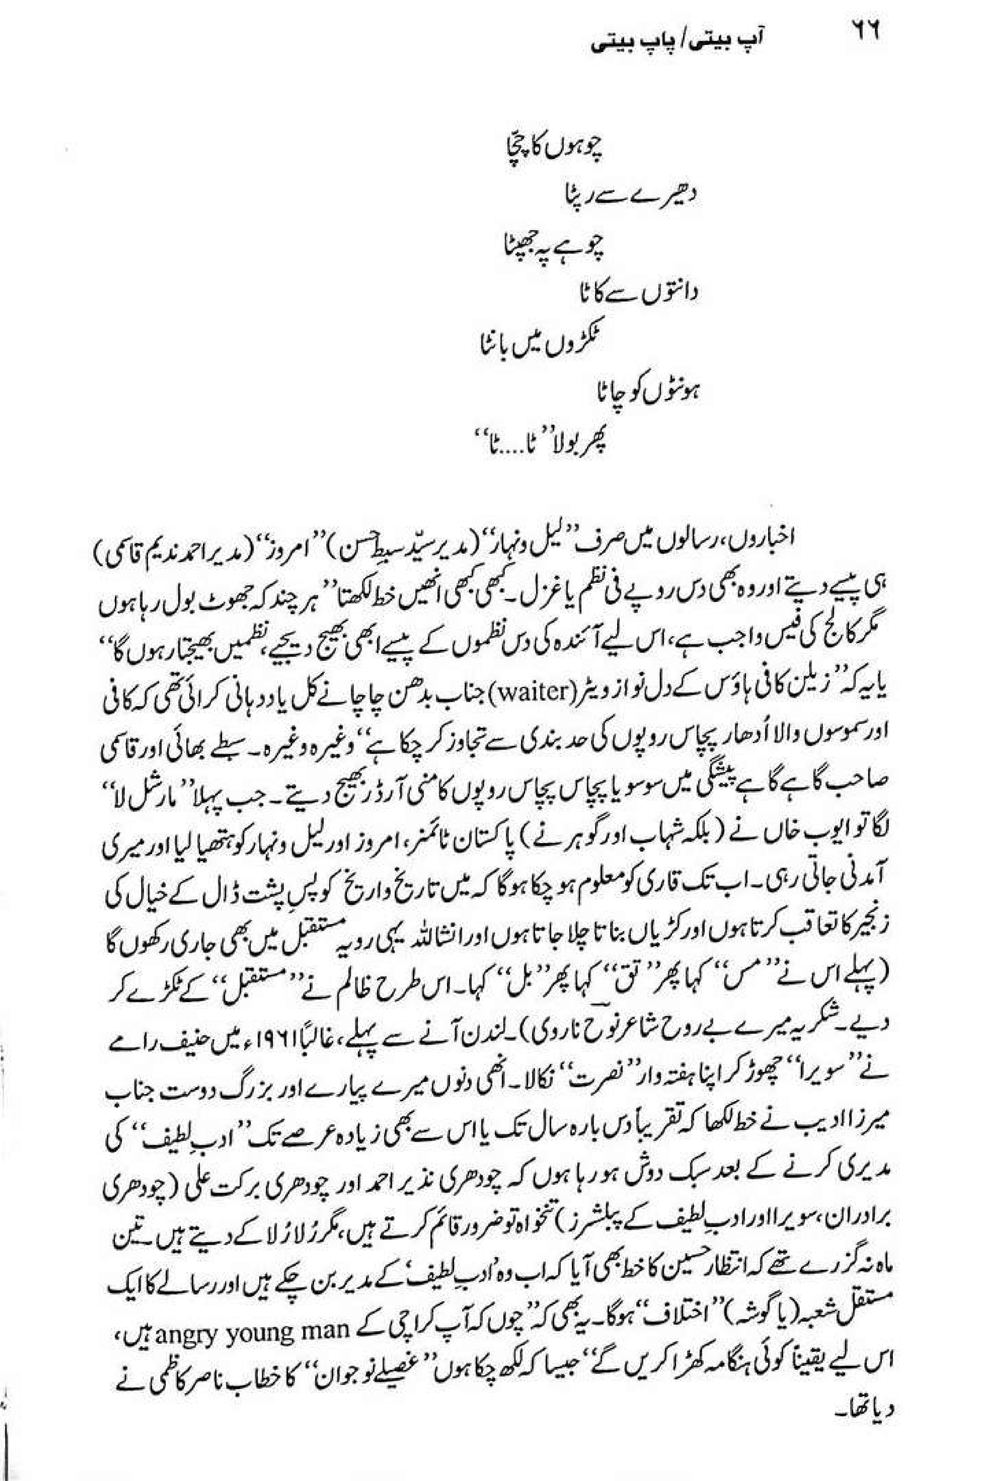 ٦٦
آپ بیتی/ پاپ بیتی
چوہوں کا چچّا
دھیرے سے رپٹا
چوہے پہ جھپٹا
دانتوں سے کاٹا
ٹکڑوں میں بانٹا
ہونٹوں کو چاٹا
پھر بولا ”ٹا....ٹا“
اخباروں، رسالوں میں صرف ”لیل ونہار“ (مدیر سیّد سبطِ حسن) ”امروز“ (مدیر احمد ندیم قاسمی)
ہی پیسے دیتے اور وہ بھی دس روپے فی نظم یا غزل۔ کبھی کبھی انھیں خط لکھتا ”ہر چند کہ جھوٹ بول رہا ہوں
مگر کالج کی فیس واجب ہے، اس لیے آئندہ کی دس نظموں کے پیسے ابھی بھیج دیجیے، نظمیں بھیجتا رہوں گا“
یا یہ کہ ”زیلن کافی ہاؤس کے دل نواز ویٹر (waiter) جناب بدھن چاچا نے کل یاد دہانی کرائی تھی کہ کافی
اور سموسوں والا اُدھار پچاس روپوں کی حد بندی سے تجاوز کر چکا ہے“ وغیرہ وغیرہ۔ سبطے بھائی اور قاسمی
صاحب گاہے گاہے پیشگی میں سو سو یا پچاس پچاس روپوں کا منی آرڈر بھیج دیتے۔ جب پہلا ”مارشل لا“
لگا تو ایوب خاں نے (بلکہ شہاب اور گوہر نے) پاکستان ٹائمنر، امروز اور لیل ونہار کو ہتھیا لیا اور میری
آمدنی جاتی رہی۔ اب تک قاری کو معلوم ہو چکا ہوگا کہ میں تاریخ واریخ کو پسِ پشت ڈال کے خیال کی
زنجیر کا تعاقب کرتا ہوں اور کڑیاں بناتا چلا جاتا ہوں اور انشاللہ یہی رویہ مستقبل میں بھی جاری رکھوں گا
(پہلے اس نے ”مس“ کہا پھر ”تق“ کہا پھر ”بل“ کہا۔ اس طرح ظالم نے ”مستقبل“ کے ٹکڑے کر
دیے۔ شکریہ میرے بے روح شاعر نوح ناروی)۔ لندن آنے سے پہلے، غالباً ۱۹۶۱ء میں حنیف رامے
نے ”سویرا“ چھوڑ کر اپنا ہفتہ وار ”نصرت“ نکالا۔ انھی دنوں میرے پیارے اور بزرگ دوست جناب
میرزا ادیب نے خط لکھا کہ تقریباً دس بارہ سال تک یا اس سے بھی زیادہ عرصے تک ”ادبِ لطیف“ کی
مدیری کرنے کے بعد سبک دوش ہو رہا ہوں کہ چودھری نذیر احمد اور چودھری برکت علی (چودھری
برادران، سویرا اور ادبِ لطیف کے پبلشرز) تنخواہ تو ضرور قائم کرتے ہیں، مگر رُلا رُلا کے دیتے ہیں۔ تین
ماہ نہ گزرے تھے کہ انتظار حسین کا خط بھی آیا کہ اب وہ ’ادبِ لطیف‘ کے مدیر بن چکے ہیں اور رسالے کا ایک
مستقل شعبہ (یا گوشہ) ”اختلاف“ ہوگا۔ یہ بھی کہ ”چوں کہ آپ کراچی کے angry young man ہیں،
اس لیے یقیناً کوئی ہنگامہ کھڑا کریں گے“ جیسا کہ لکھ چکا ہوں ”غصیلے نوجوان“ کا خطاب ناصر کاظمی نے
دیا تھا۔